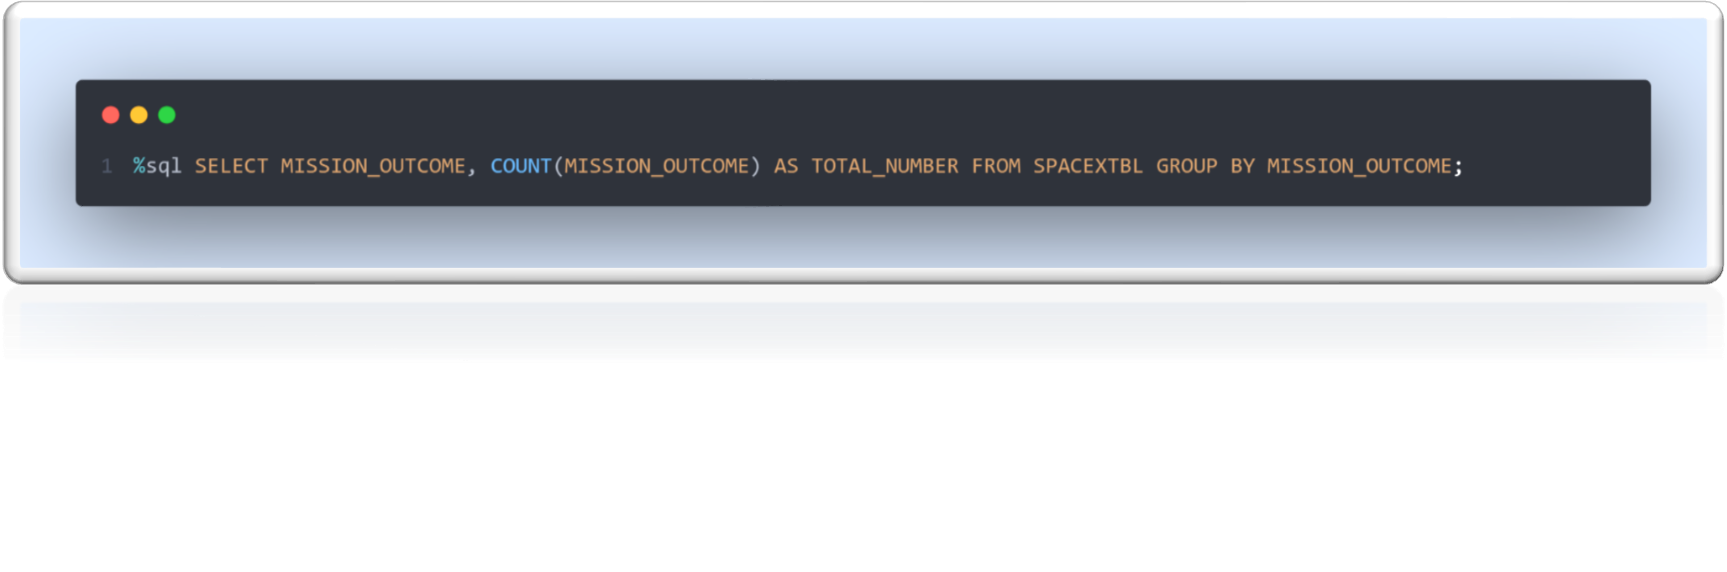 1 %sql SELECT MISSION_OUTCOME, COUNT(MISSION_OUTCOME) AS TOTAL_NUMBER FROM SPACEXTBL GROUP BY MISSION_OUTCOME;